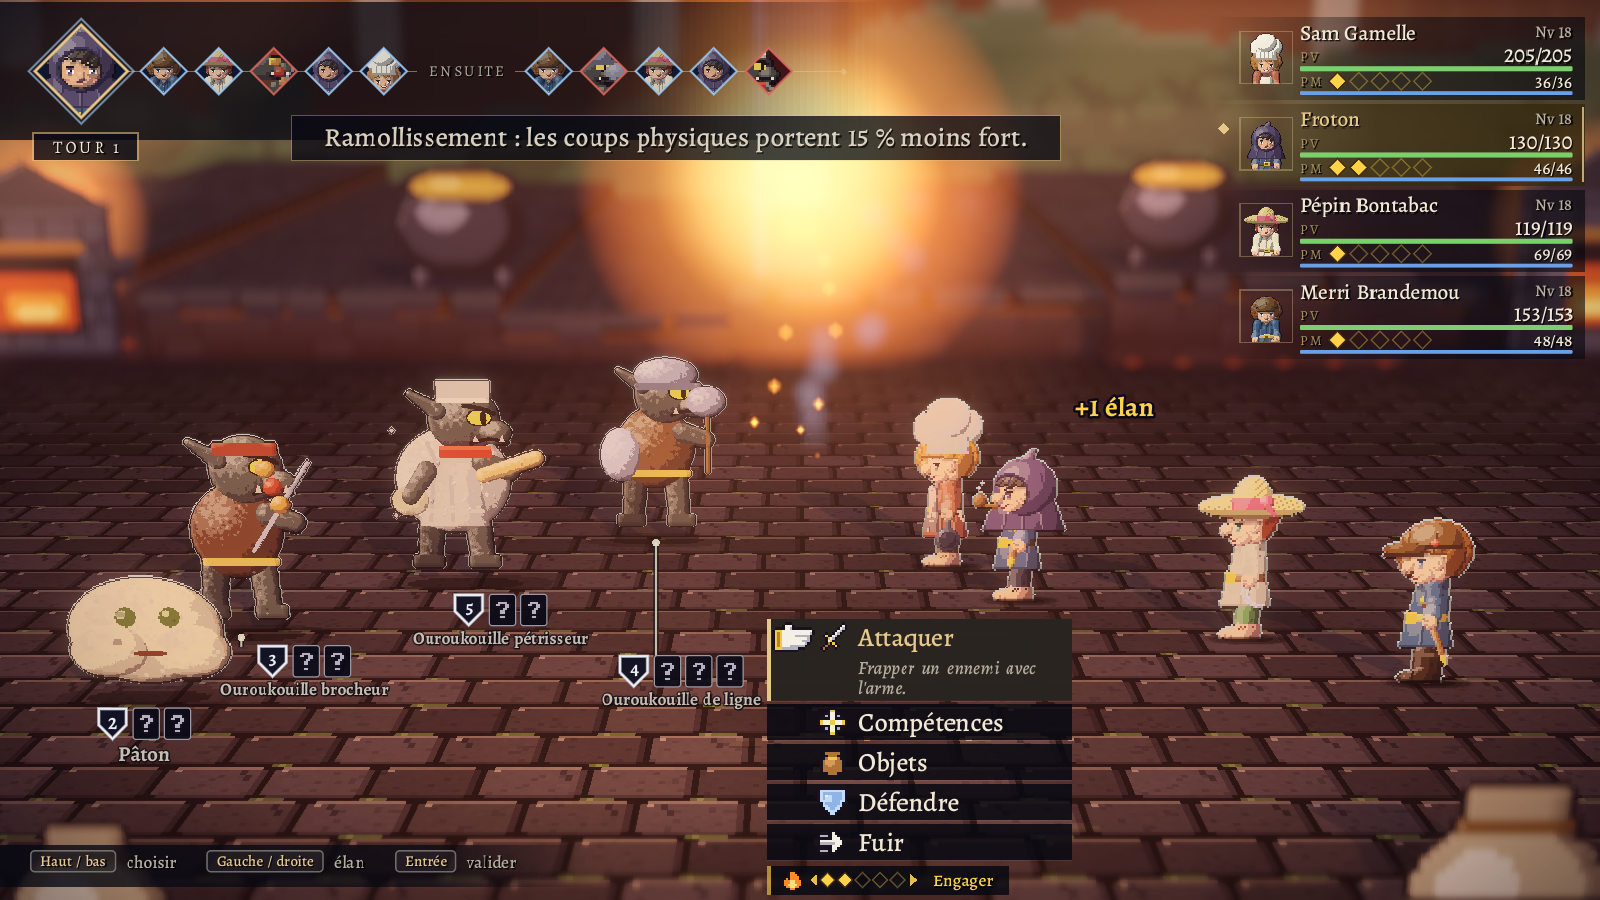 ENSUITE
TOUR 1
Ramollissement : les coups physiques portent 15 % moins fort.
Sam Gamelle Nv 18
PV 205/205
PM 36/36
Froton Nv 18
PV 130/130
PM 46/46
Pépin Bontabac Nv 18
PV 119/119
PM 69/69
Merri Brandemou Nv 18
PV 153/153
PM 48/48
+1 élan
5 ? ?
Ouroukouille pétrisseur
3 ? ?
Ouroukouille brocheur
4 ? ? ?
Ouroukouille de ligne
2 ? ?
Pâton
Attaquer
Frapper un ennemi avec
l'arme.
Compétences
Objets
Défendre
Fuir
Engager
Haut / bas choisir Gauche / droite élan Entrée valider